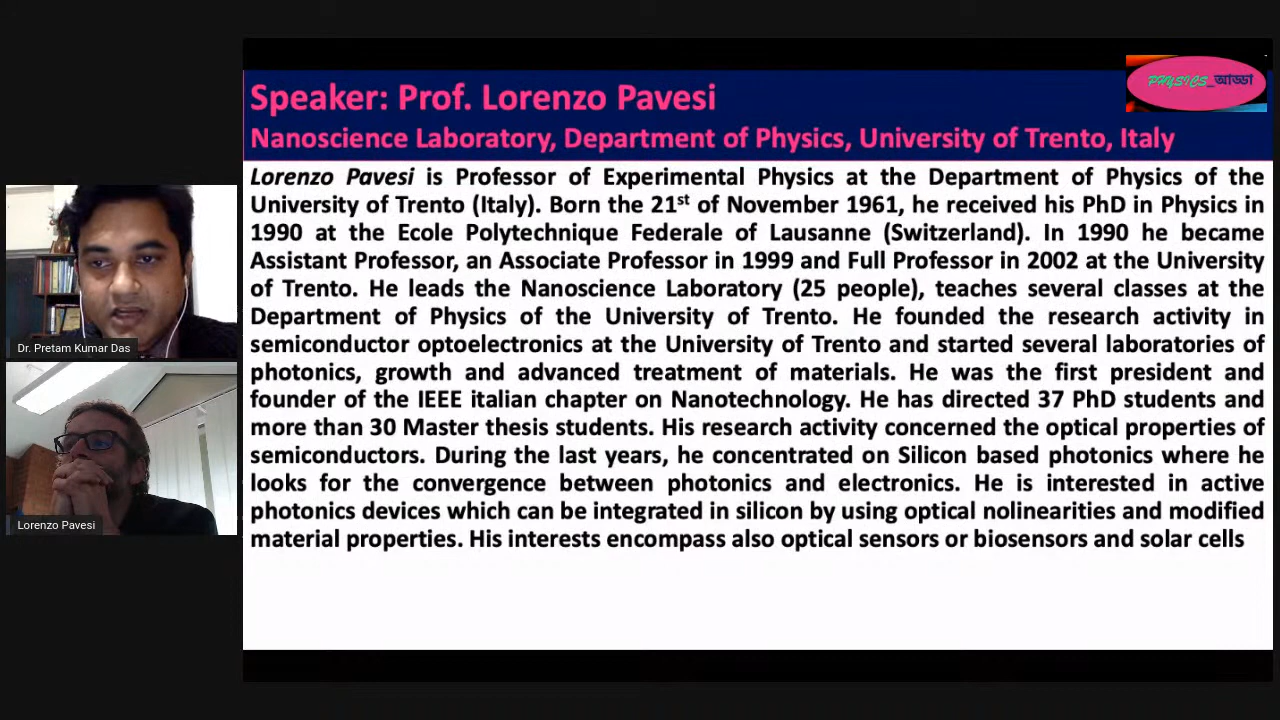 Speaker: Prof. Lorenzo Pavesi
Nanoscience Laboratory, Department of Physics, University of Trento, Italy
PHYSICS_আড্ডা
Lorenzo Pavesi is Professor of Experimental Physics at the Department of Physics of the
University of Trento (Italy). Born the 21st of November 1961, he received his PhD in Physics in
1990 at the Ecole Polytechnique Federale of Lausanne (Switzerland). In 1990 he became
Assistant Professor, an Associate Professor in 1999 and Full Professor in 2002 at the University
of Trento. He leads the Nanoscience Laboratory (25 people), teaches several classes at the
Department of Physics of the University of Trento. He founded the research activity in
semiconductor optoelectronics at the University of Trento and started several laboratories of
photonics, growth and advanced treatment of materials. He was the first president and
founder of the IEEE italian chapter on Nanotechnology. He has directed 37 PhD students and
more than 30 Master thesis students. His research activity concerned the optical properties of
semiconductors. During the last years, he concentrated on Silicon based photonics where he
looks for the convergence between photonics and electronics. He is interested in active
photonics devices which can be integrated in silicon by using optical nolinearities and modified
material properties. His interests encompass also optical sensors or biosensors and solar cells
Dr. Pretam Kumar Das
Lorenzo Pavesi